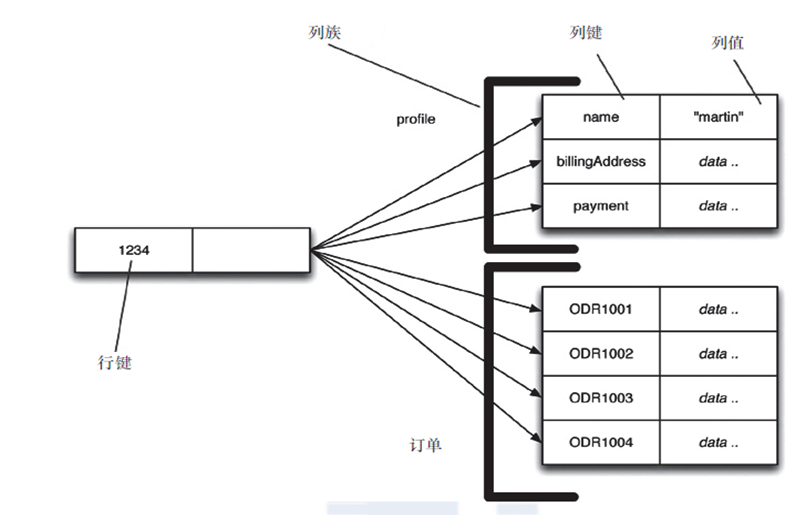 列族
列键
列值
profile
name "martin"
billingAddress data ..
payment data ..
1234
行键
订单
ODR1001 data ..
ODR1002 data ..
ODR1003 data ..
ODR1004 data ..